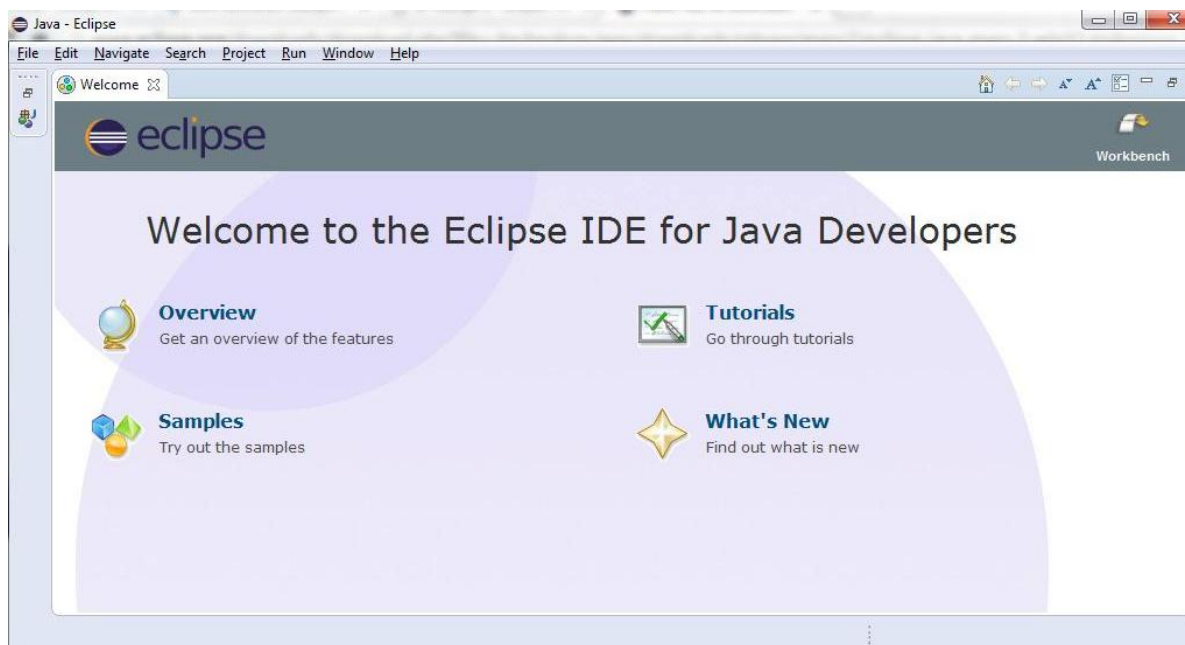 Java - Eclipse
File Edit Navigate Search Project Run Window Help
Welcome
eclipse
Workbench
Welcome to the Eclipse IDE for Java Developers
Overview
Get an overview of the features
Tutorials
Go through tutorials
Samples
Try out the samples
What's New
Find out what is new